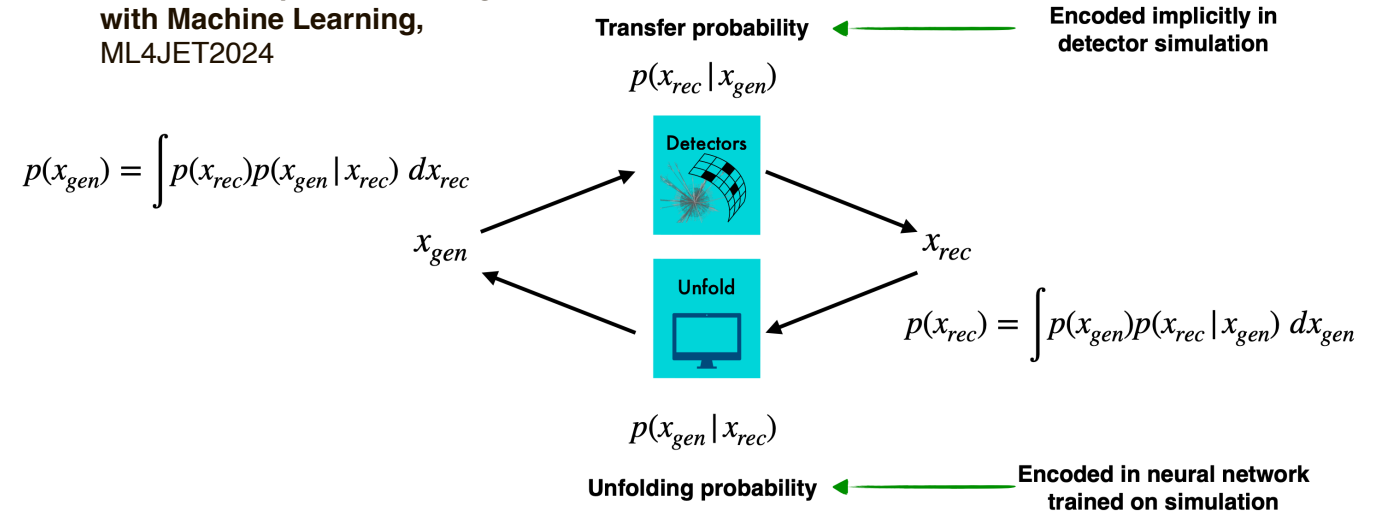 with Machine Learning,
ML4JET2024
Transfer probability
Encoded implicitly in
detector simulation
p(x_rec | x_gen)
Detectors
p(x_gen) = ∫ p(x_rec)p(x_gen | x_rec) dx_rec
x_gen
x_rec
Unfold
p(x_rec) = ∫ p(x_gen)p(x_rec | x_gen) dx_gen
p(x_gen | x_rec)
Unfolding probability
Encoded in neural network
trained on simulation